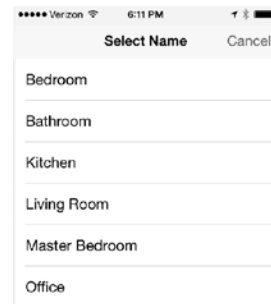 Verizon 6:11 PM
Select Name Cancel
Bedroom
Bathroom
Kitchen
Living Room
Master Bedroom
Office